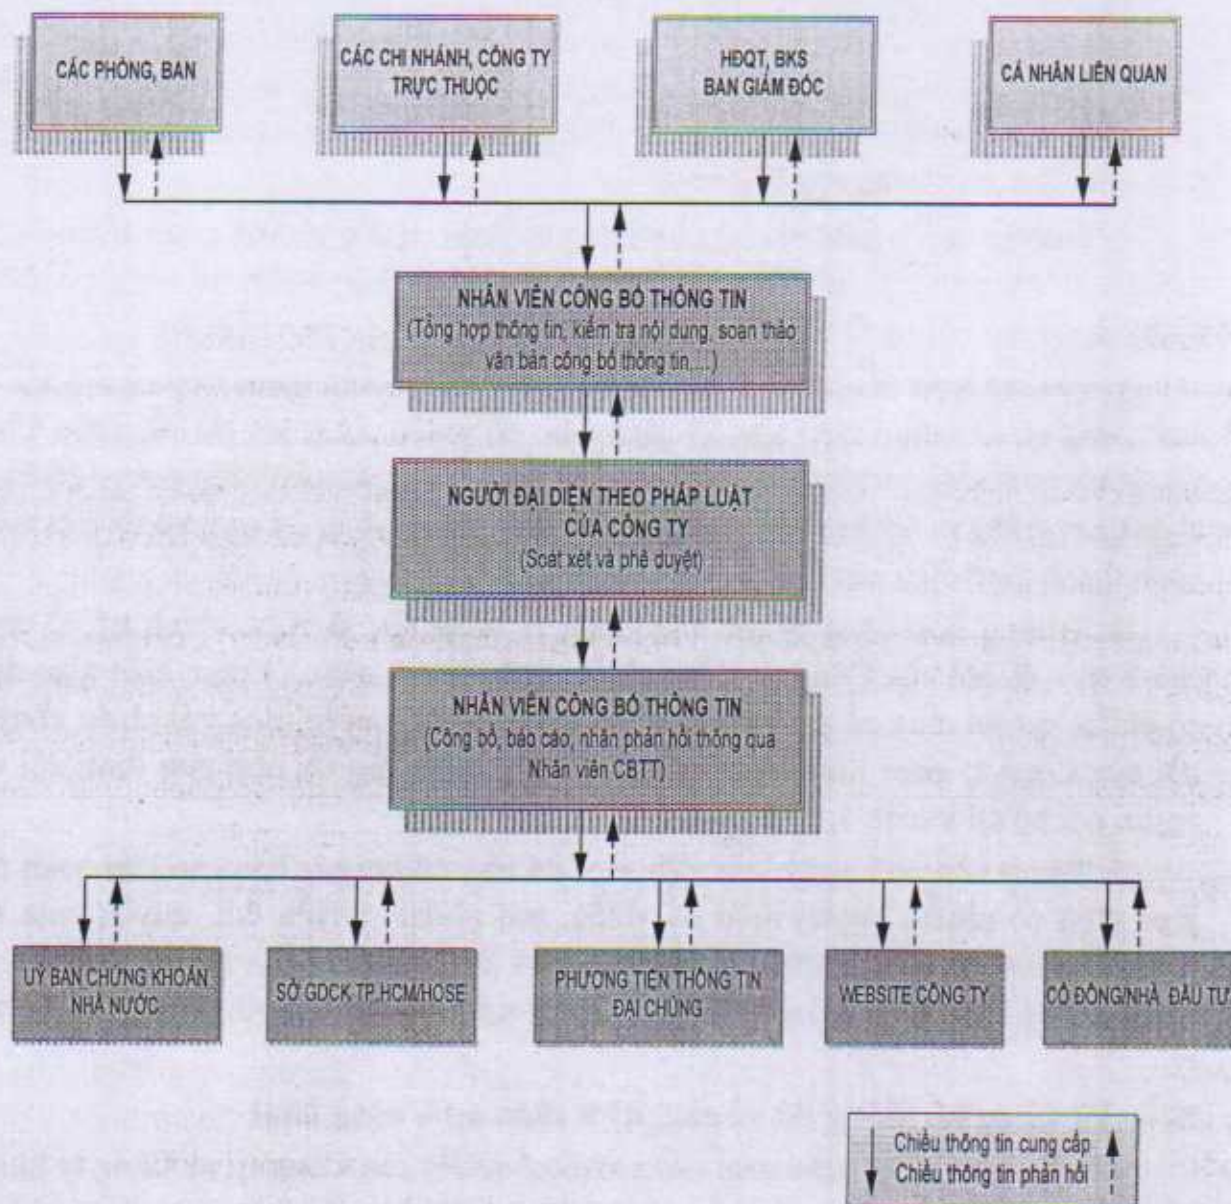 CÁC PHÒNG, BAN
CÁC CHI NHÁNH, CÔNG TY
TRỰC THUỘC
HĐQT, BKS
BAN GIÁM ĐỐC
CÁ NHÂN LIÊN QUAN
NHÂN VIÊN CÔNG BỐ THÔNG TIN
(Tổng hợp thông tin, kiểm tra nội dung, soạn thảo
văn bản công bố thông tin,...)
NGƯỜI ĐẠI DIỆN THEO PHÁP LUẬT
CỦA CÔNG TY
(Soát xét và phê duyệt)
NHÂN VIÊN CÔNG BỐ THÔNG TIN
(Công bố, báo cáo, nhận phản hồi thông qua
Nhân viên CBTT)
UỶ BAN CHỨNG KHOÁN
NHÀ NƯỚC
SỞ GDCK TP.HCM/HOSE
PHƯƠNG TIỆN THÔNG TIN
ĐẠI CHÚNG
WEBSITE CÔNG TY
CỔ ĐÔNG/NHÀ ĐẦU TƯ
Chiều thông tin cung cấp
Chiều thông tin phản hồi